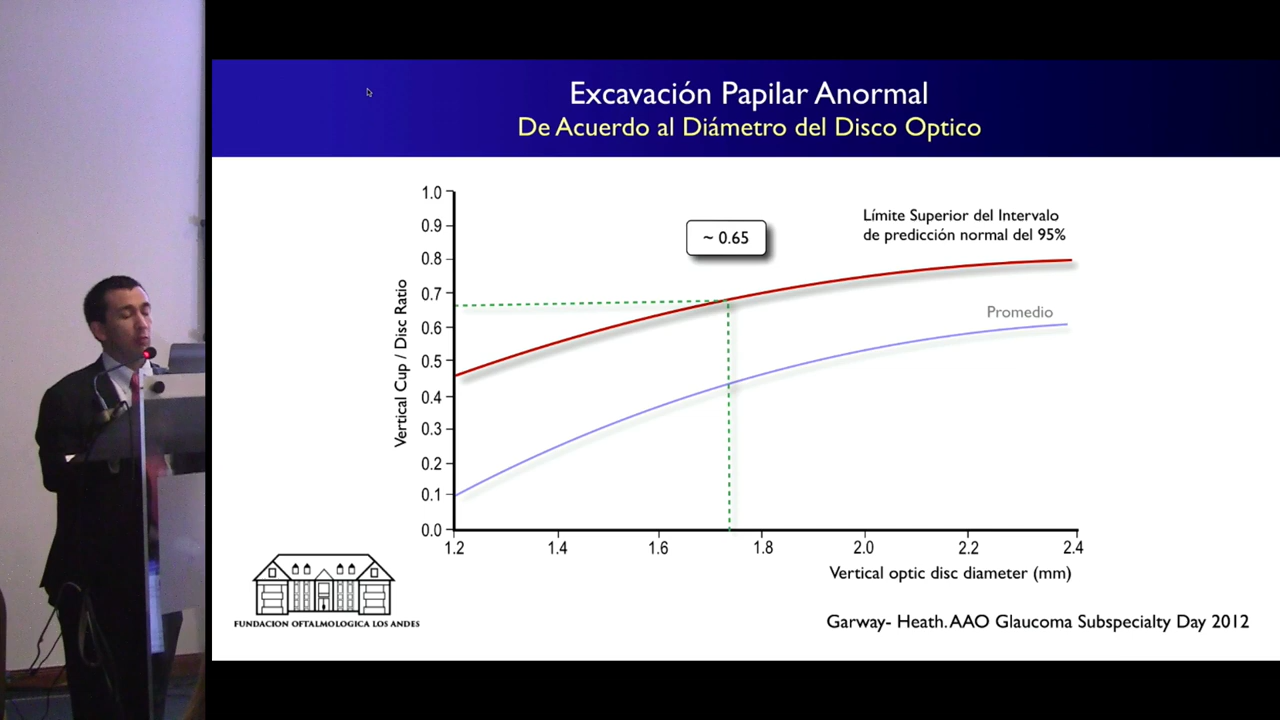 Excavación Papilar Anormal
De Acuerdo al Diámetro del Disco Optico
1.0
0.9
0.8
0.7
0.6
0.5
0.4
0.3
0.2
0.1
0.0
Vertical Cup / Disc Ratio
~ 0.65
Límite Superior del Intervalo
de predicción normal del 95%
Promedio
1.2 1.4 1.6 1.8 2.0 2.2 2.4
Vertical optic disc diameter (mm)
FUNDACION OFTALMOLOGICA LOS ANDES
Garway- Heath. AAO Glaucoma Subspecialty Day 2012